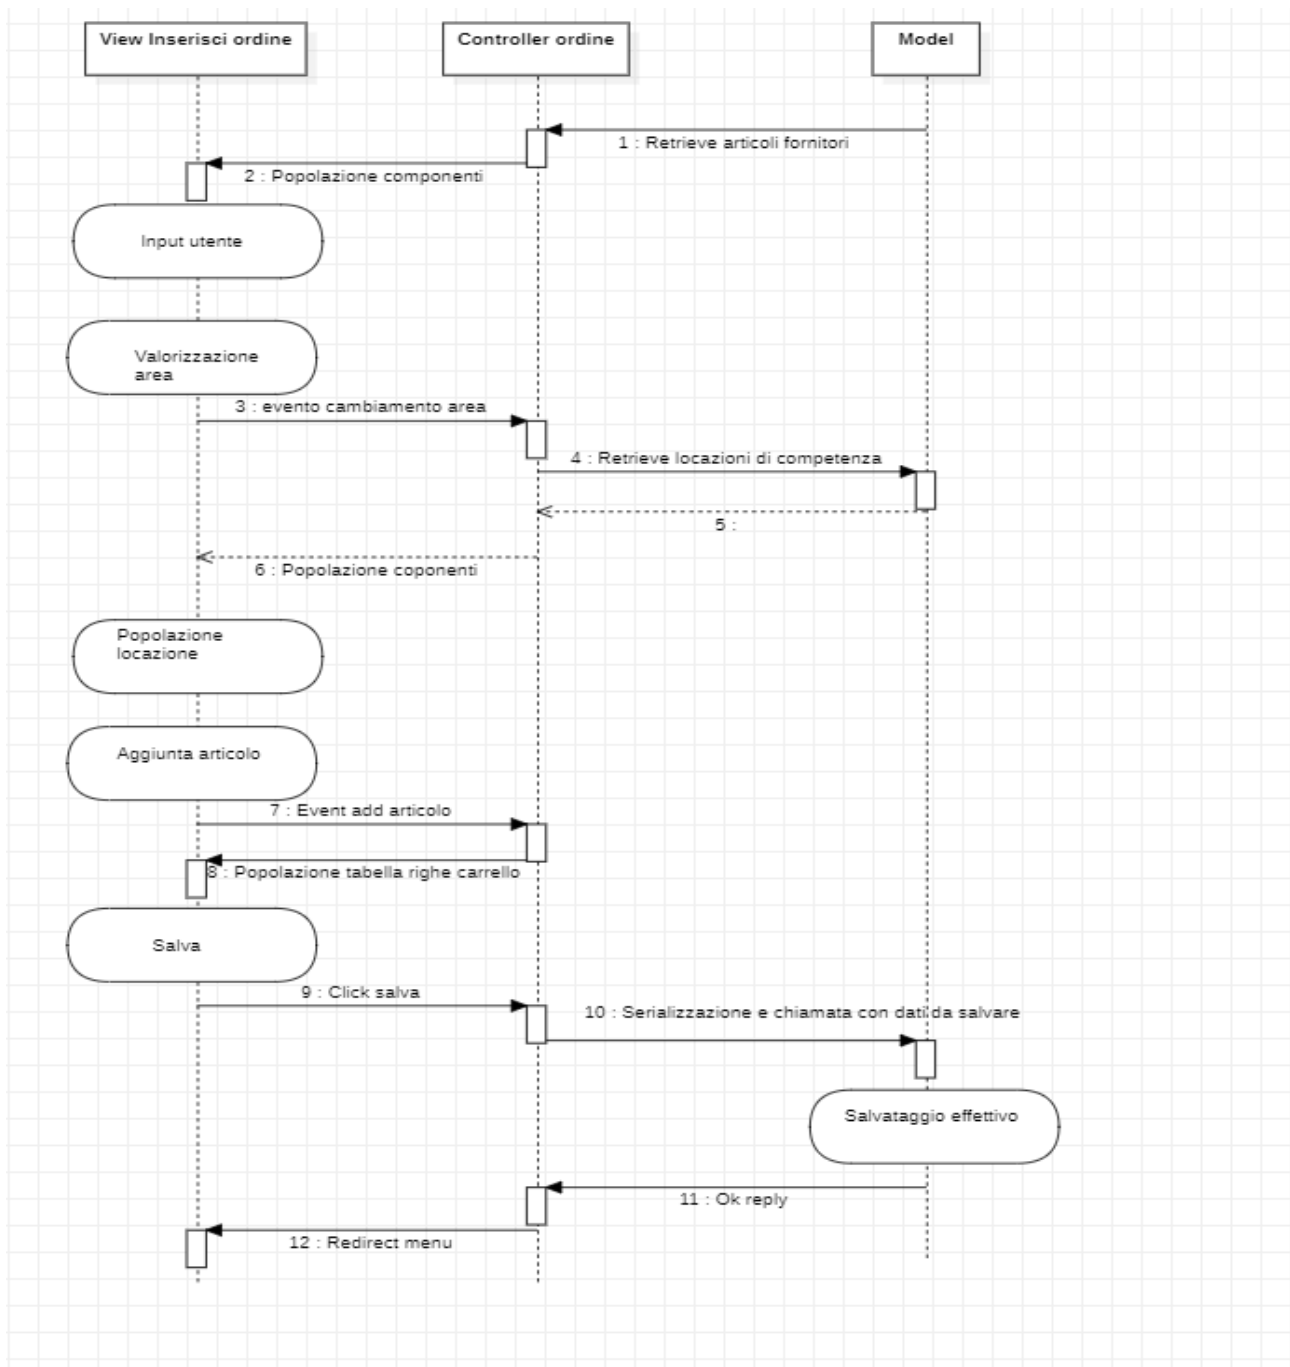 View Inserisci ordine
Controller ordine
Model
1 : Retrieve articoli fornitori
2 : Popolazione componenti
Input utente
Valorizzazione
area
3 : evento cambiamento area
4 : Retrieve locazioni di competenza
5 :
6 : Popolazione coponenti
Popolazione
locazione
Aggiunta articolo
7 : Event add articolo
8 : Popolazione tabella righe carrello
Salva
9 : Click salva
10 : Serializzazione e chiamata con dati da salvare
Salvataggio effettivo
11 : Ok reply
12 : Redirect menu